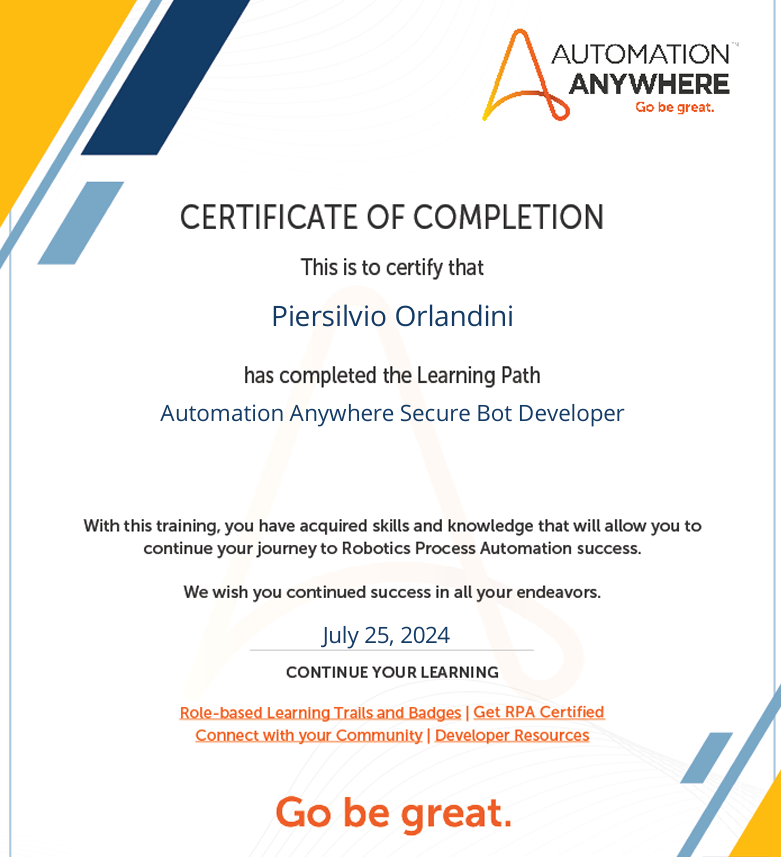 AUTOMATION™
ANYWHERE
Go be great.
CERTIFICATE OF COMPLETION
This is to certify that
Piersilvio Orlandini
has completed the Learning Path
Automation Anywhere Secure Bot Developer
With this training, you have acquired skills and knowledge that will allow you to
continue your journey to Robotics Process Automation success.
We wish you continued success in all your endeavors.
July 25, 2024
CONTINUE YOUR LEARNING
Role-based Learning Trails and Badges | Get RPA Certified
Connect with your Community | Developer Resources
Go be great.